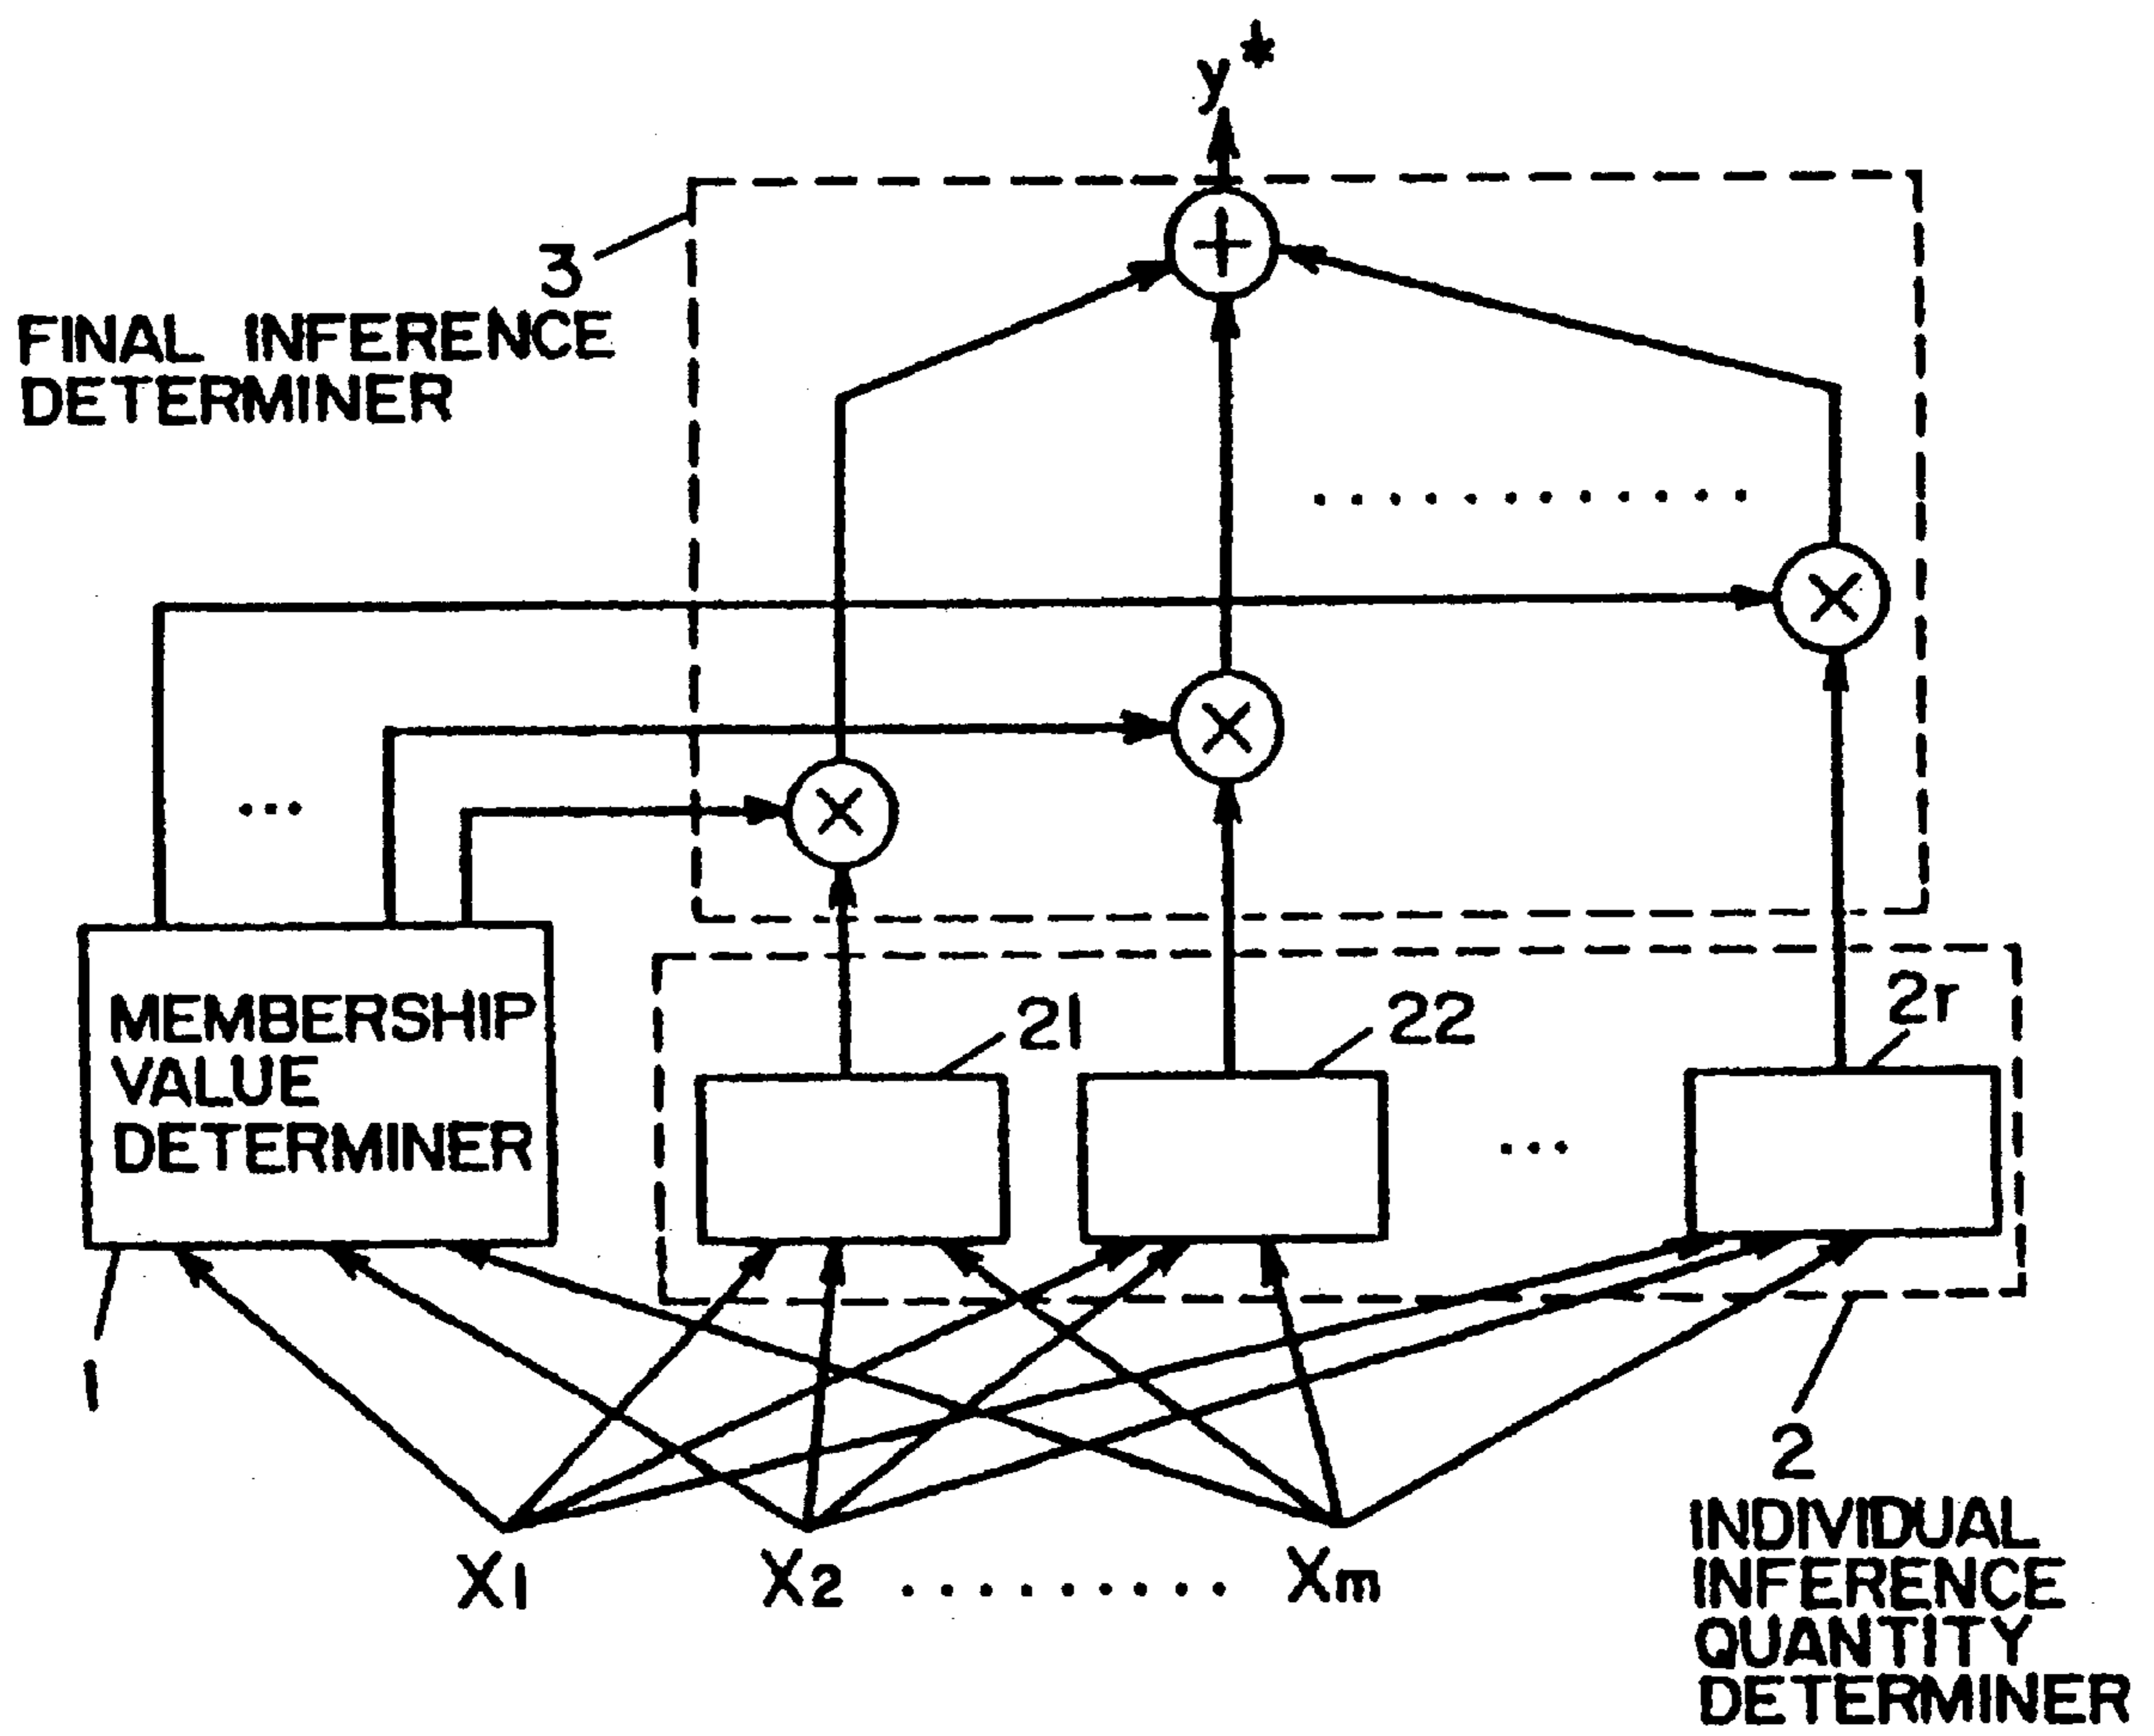 y*
3
FINAL INFERENCE
DETERMINER
+
×
×
×
...
MEMBERSHIP
VALUE
DETERMINER
21
22
2r
...
1
2
INDIVIDUAL
INFERENCE
QUANTITY
DETERMINER
X1 X2 ......... Xm